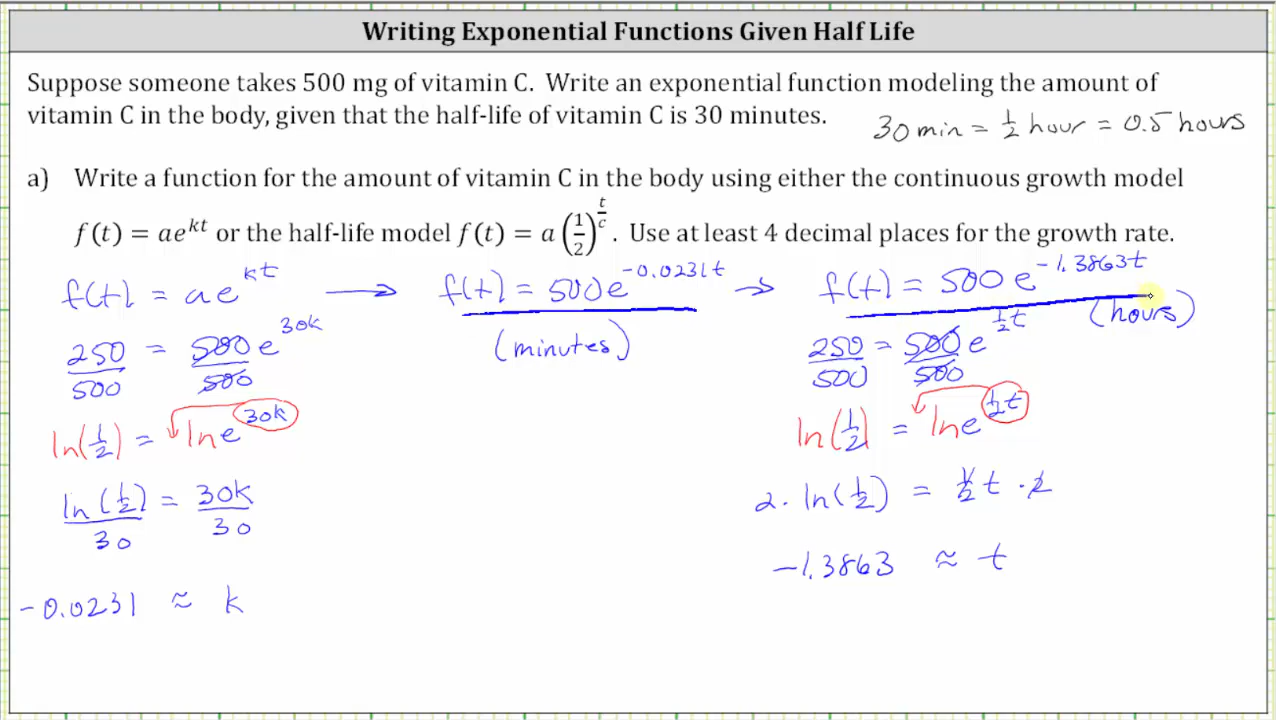 Writing Exponential Functions Given Half Life
Suppose someone takes 500 mg of vitamin C. Write an exponential function modeling the amount of
vitamin C in the body, given that the half-life of vitamin C is 30 minutes.
30 min = 1/2 hour = 0.5 hours
a) Write a function for the amount of vitamin C in the body using either the continuous growth model
f(t) = ae^{kt} or the half-life model f(t) = a(1/2)^{t/c}. Use at least 4 decimal places for the growth rate.
f(t) = ae^{kt} → f(t) = 500e^{-0.0231t} → f(t) = 500e^{-1.3863t}
(minutes) (hours)
250/500 = 500e^{30k}/500
ln(1/2) = ln e^{30k}
ln(1/2)/30 = 30k/30
-0.0231 ≈ k
250/500 = 500e^{1/2 t}/500
ln(1/2) = ln e^{1/2 t}
2 · ln(1/2) = 1/2 t · 2
-1.3863 ≈ t